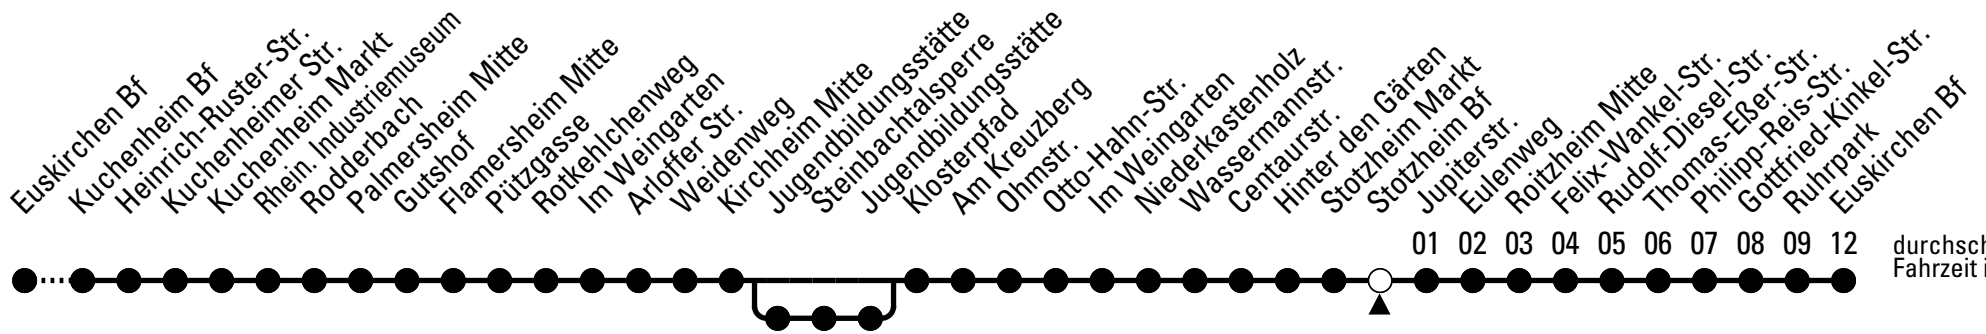 Euskirchen Bf
Kuchenheim Bf
Heinrich-Ruster-Str.
Kuchenheimer Str.
Kuchenheim Markt
Rhein. Industriemuseum
Rodderbach
Palmersheim Mitte
Gutshof
Flamersheim Mitte
Pützgasse
Rotkehlchenweg
Im Weingarten
Arloffer Str.
Weidenweg
Kirchheim Mitte
Jugendbildungsstätte
Steinbachtalsperre
Jugendbildungsstätte
Klosterpfad
Am Kreuzberg
Ohmstr.
Otto-Hahn-Str.
Im Weingarten
Niederkastenholz
Wassermannstr.
Centaurstr.
Hinter den Gärten
Stotzheim Markt
Stotzheim Bf
Jupiterstr.
Eulenweg
Roitzheim Mitte
Felix-Wankel-Str.
Rudolf-Diesel-Str.
Thomas-Eßer-Str.
Philipp-Reis-Str.
Gottfried-Kinkel-Str.
Ruhrpark
Euskirchen Bf
01 02 03 04 05 06 07 08 09 12
durchsch
Fahrzeit i